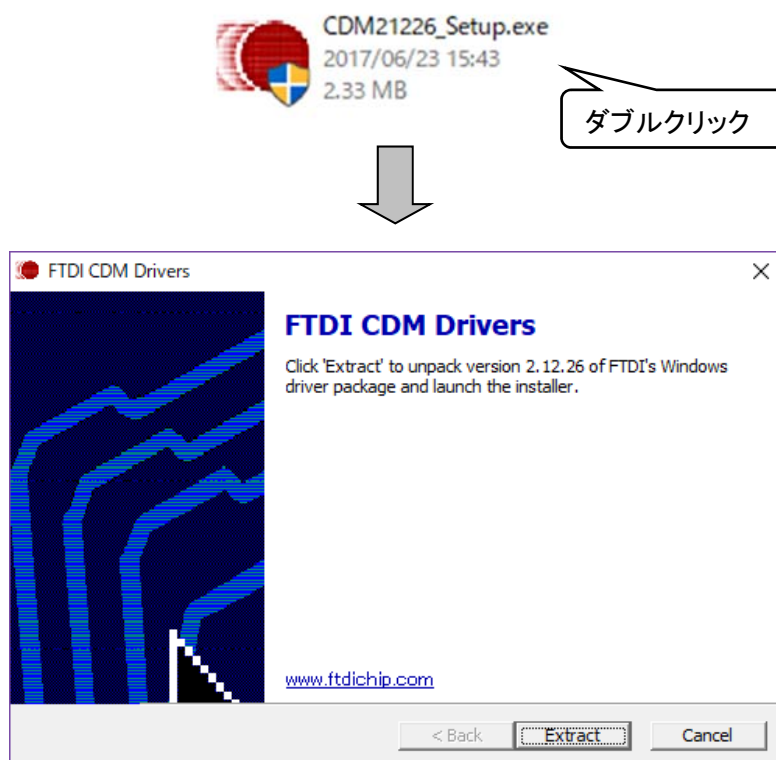 CDM21226_Setup.exe
2017/06/23 15:43
2.33 MB
ダブルクリック
FTDI CDM Drivers
FTDI CDM Drivers
Click 'Extract' to unpack version 2.12.26 of FTDI's Windows
driver package and launch the installer.
www.ftdichip.com
< Back
Extract
Cancel